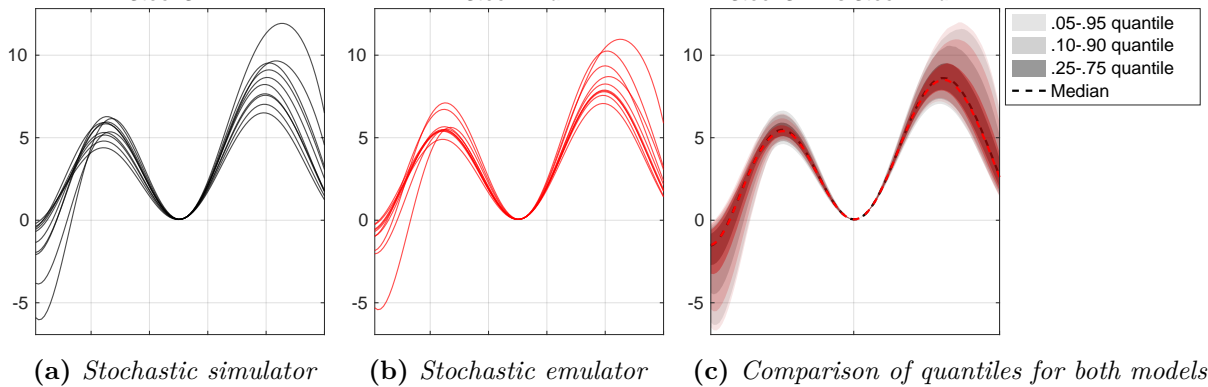 10
5
0
-5
10
5
0
-5
10
5
0
-5
.05-.95 quantile
.10-.90 quantile
.25-.75 quantile
Median
(a) Stochastic simulator
(b) Stochastic emulator
(c) Comparison of quantiles for both models